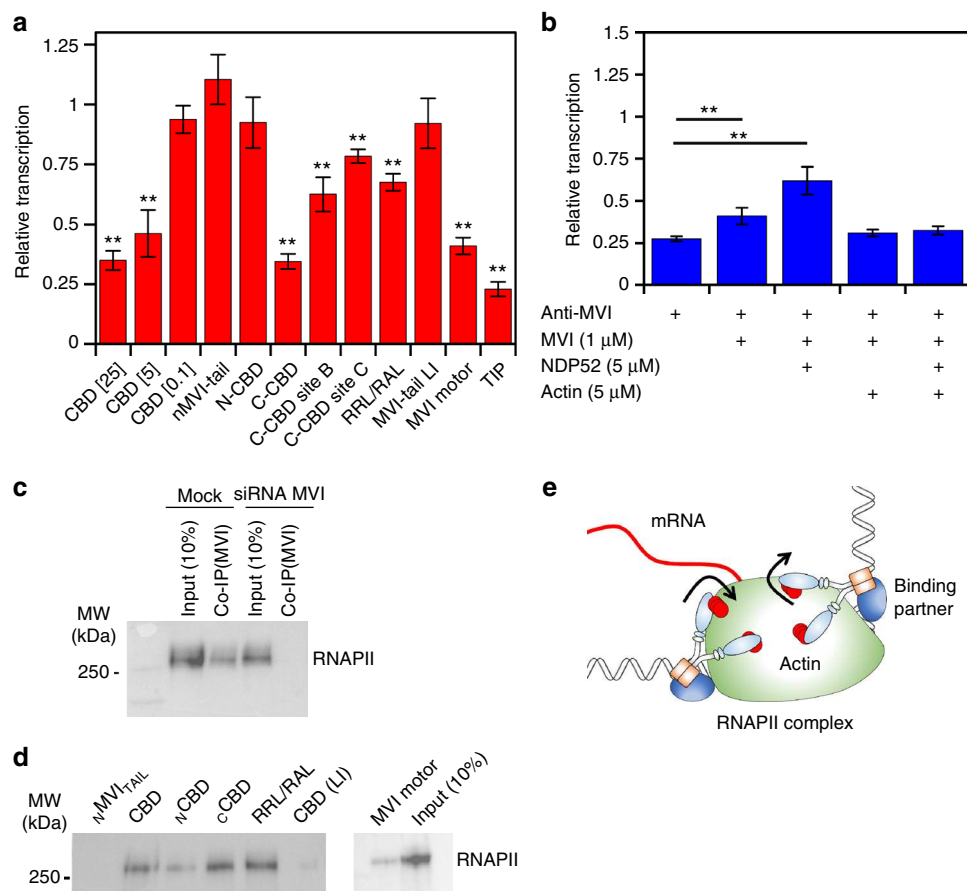 a
1.25
1
0.75
0.5
0.25
0
Relative transcription
**
**
**
**
**
**
**
**
CBD [25]
CBD [5]
CBD [0.1]
nMVI-tail
N-CBD
C-CBD
C-CBD site B
C-CBD site C
RRL/RAL
MVI-tail LI
MVI motor
TIP
b
1.5
1
0.75
0.5
0.25
0
Relative transcription
**
**
Anti-MVI + + + + +
MVI (1 µM) + + + +
NDP52 (5 µM) + +
Actin (5 µM) + +
c
Mock siRNA MVI
Input (10%)
Co-IP(MVI)
Input (10%)
Co-IP(MVI)
MW
(kDa)
250 -
RNAPII
d
NMVITAIL
CBD
NCBD
CCBD
RRL/RAL
CBD (LI)
MVI motor
Input (10%)
MW
(kDa)
250 -
RNAPII
e
mRNA
Binding
partner
Actin
RNAPII complex